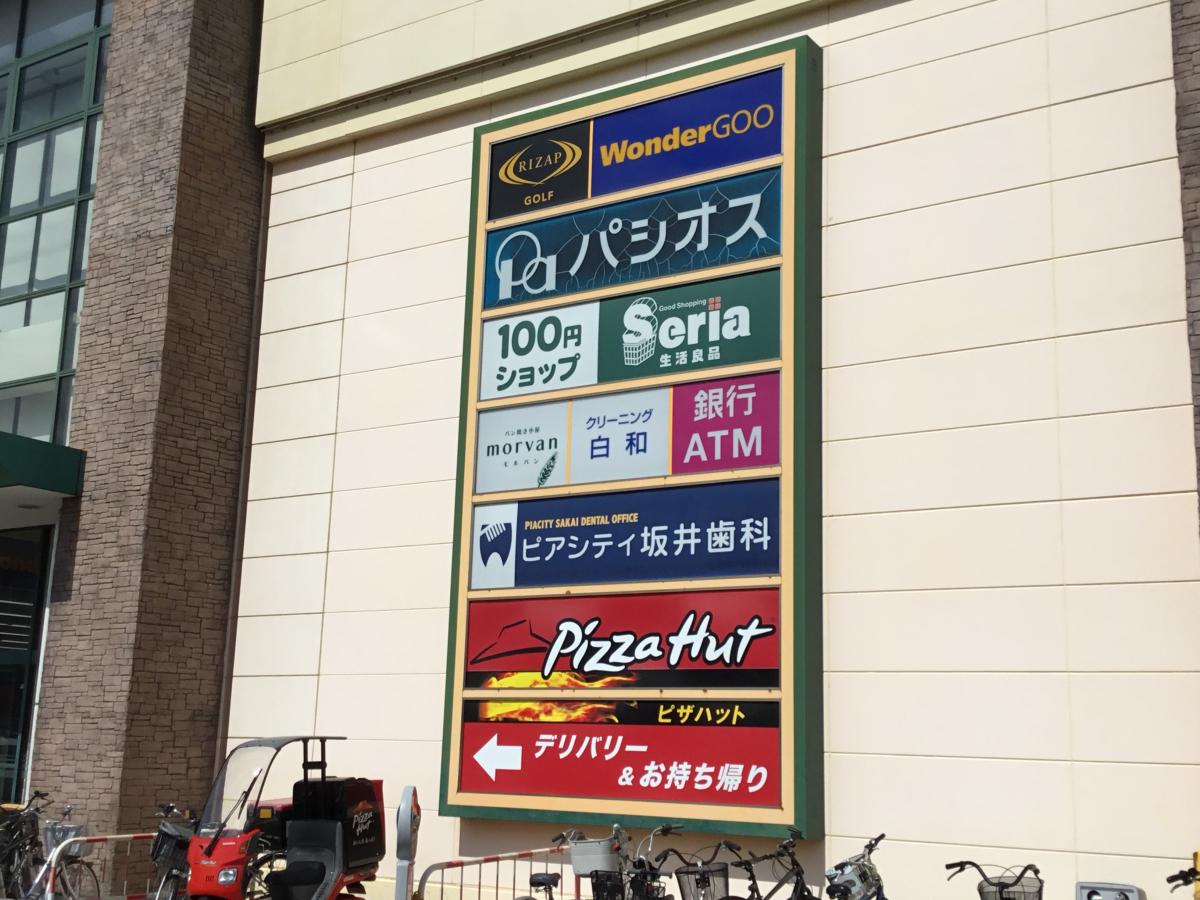 RIZAP
GOLF
WonderGOO
Pa パシオス
100円
ショップ
Good Shopping
Seria
生活良品
パン焼き小屋
morvan
モルバン
クリーニング
白和
銀行
ATM
PIACITY SAKAI DENTAL OFFICE
ピアシティ坂井歯科
Pizza Hut
ピザハット
デリバリー
&お持ち帰り
Pizza
Hut